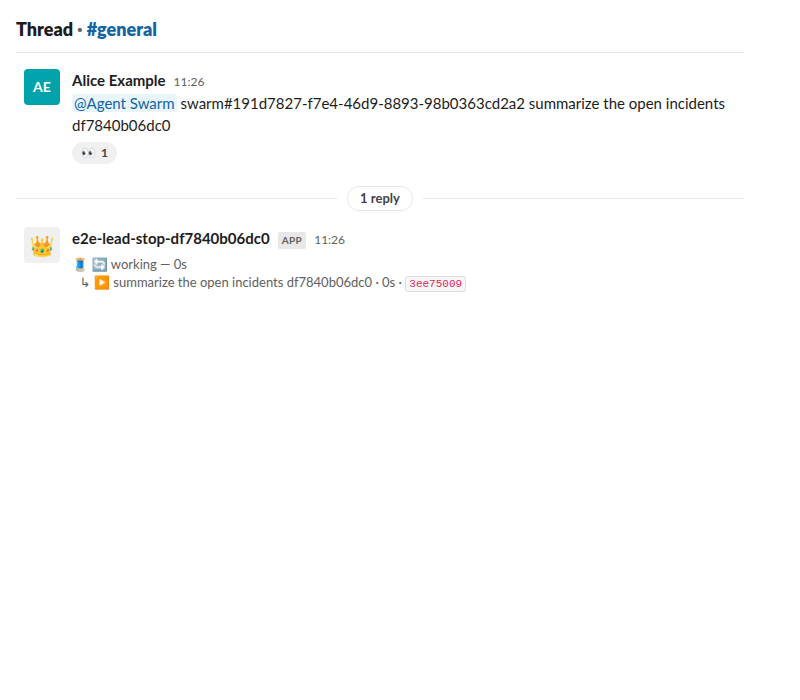 Thread • #general
AE
Alice Example 11:26
@Agent Swarm swarm#191d7827-f7e4-46d9-8893-98b0363cd2a2 summarize the open incidents
df7840b06dc0
👀 1
1 reply
e2e-lead-stop-df7840b06dc0 APP 11:26
🧵 🔄 working — 0s
↳ ▶️ summarize the open incidents df7840b06dc0 · 0s · 3ee75009